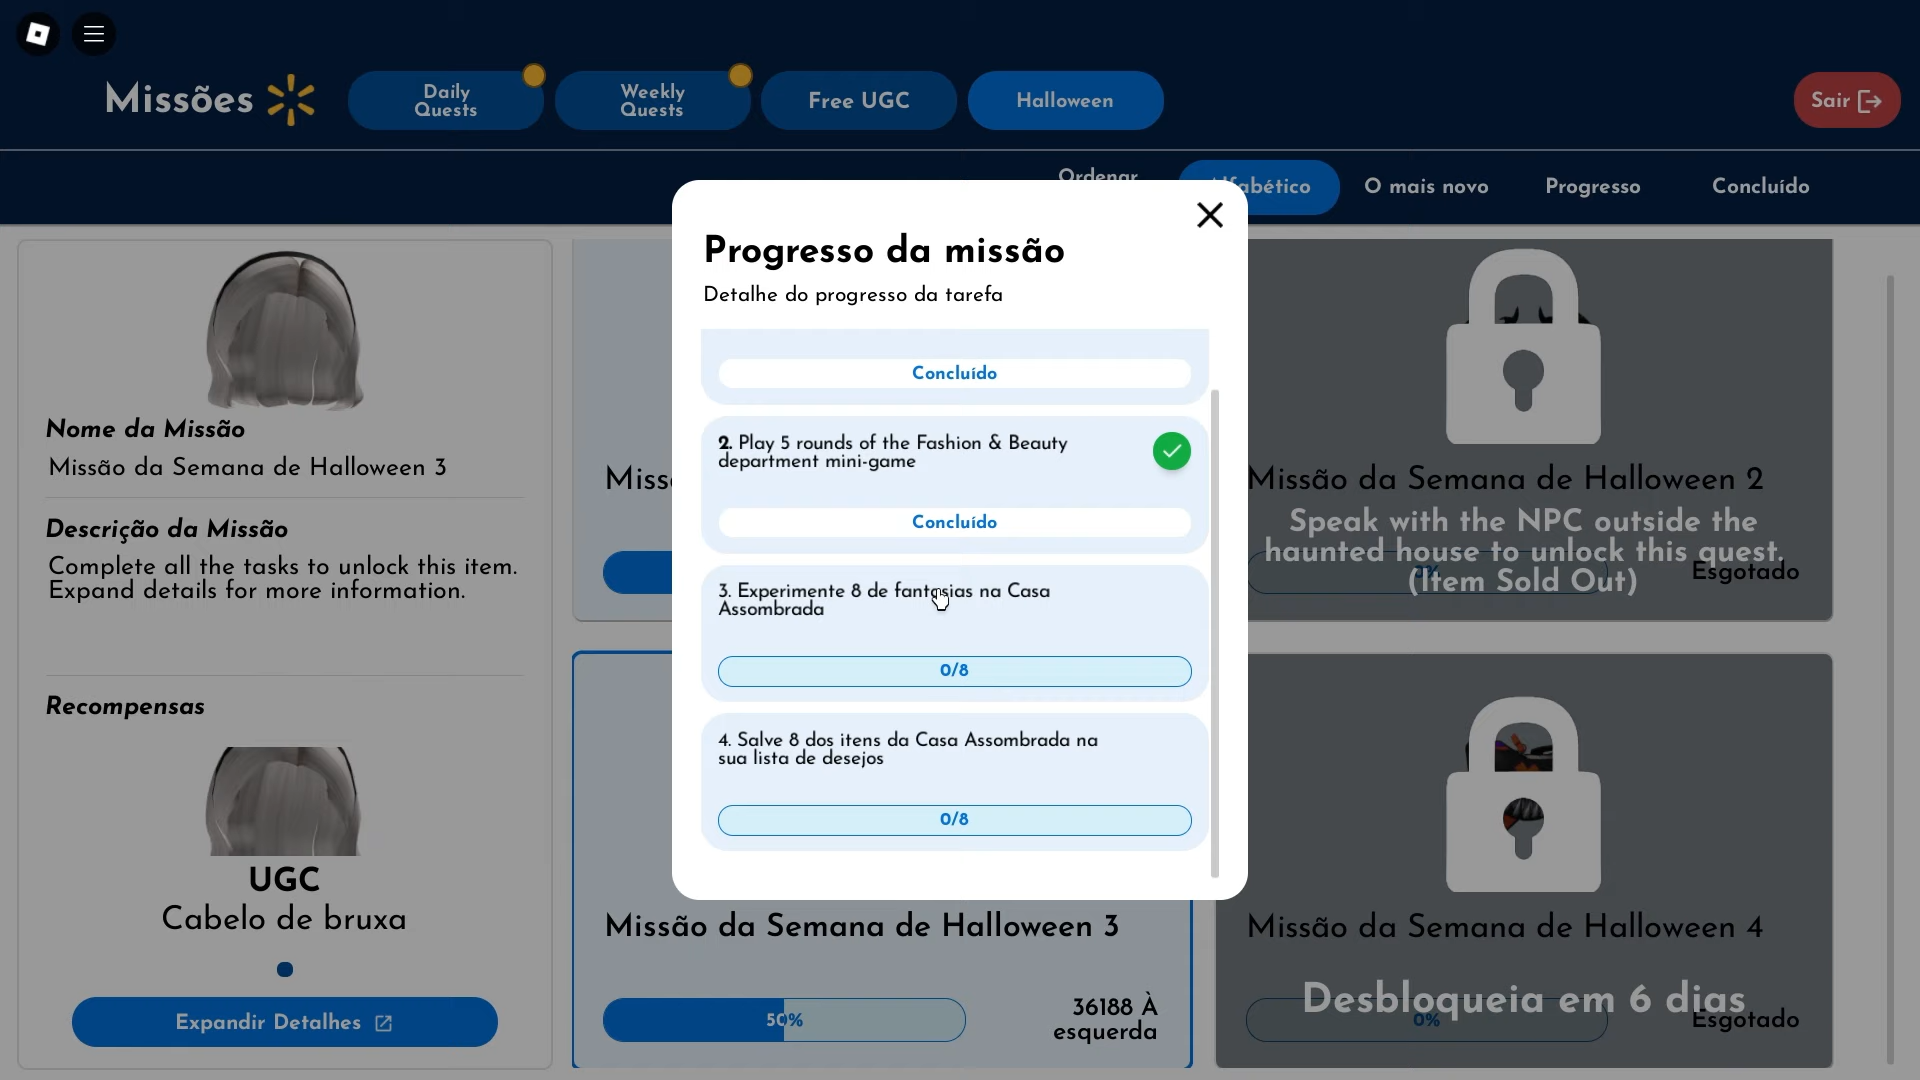 Missões
Daily
Quests
Weekly
Quests
Free UGC
Halloween
Sair
Ordenar
Alfabético
O mais novo
Progresso
Concluído
Nome da Missão
Missão da Semana de Halloween 3
Descrição da Missão
Complete all the tasks to unlock this item.
Expand details for more information.
Recompensas
UGC
Cabelo de bruxa
Expandir Detalhes
Progresso da missão
Detalhe do progresso da tarefa
Concluído
2. Play 5 rounds of the Fashion & Beauty
department mini-game
Concluído
3. Experimente 8 de fantasias na Casa
Assombrada
0/8
4. Salve 8 dos itens da Casa Assombrada na
sua lista de desejos
0/8
Missão da Semana de Halloween 2
Speak with the NPC outside the
haunted house to unlock this quest.
(Item Sold Out)
Esgotado
Missão da Semana de Halloween 3
50%
36188 À
esquerda
Missão da Semana de Halloween 4
Desbloqueia em 6 dias
0%
Esgotado